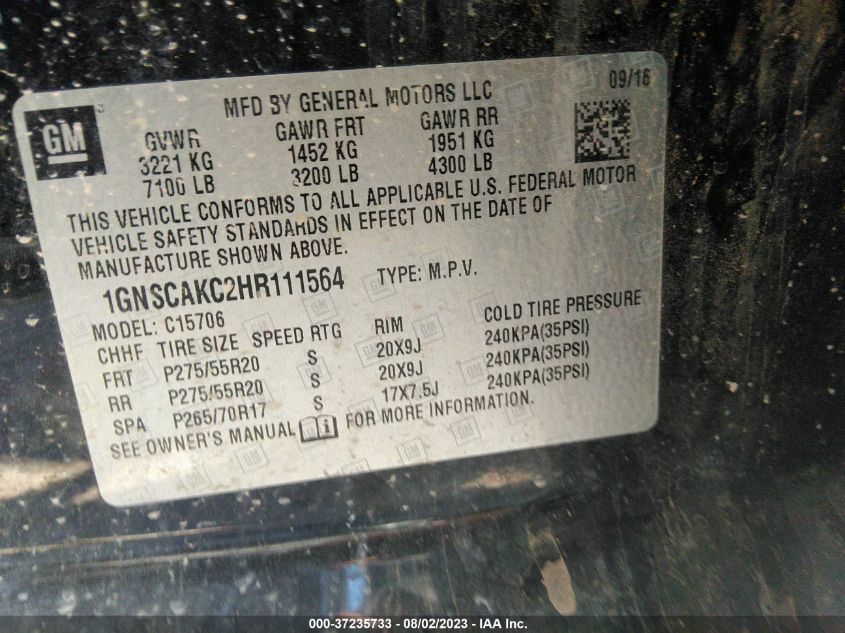 GM
MFD BY GENERAL MOTORS LLC
09/16
GVWR GAWR FRT GAWR RR
3221 KG 1452 KG 1951 KG
7100 LB 3200 LB 4300 LB
THIS VEHICLE CONFORMS TO ALL APPLICABLE U.S. FEDERAL MOTOR
VEHICLE SAFETY STANDARDS IN EFFECT ON THE DATE OF
MANUFACTURE SHOWN ABOVE.
1GNSCAKC2HR111564 TYPE: M.P.V.
MODEL: C15706
CHHF TIRE SIZE SPEED RTG RIM COLD TIRE PRESSURE
FRT P275/55R20 S 20X9J 240KPA(35PSI)
RR P275/55R20 S 20X9J 240KPA(35PSI)
SPA P265/70R17 S 17X7.5J 240KPA(35PSI)
SEE OWNER'S MANUAL FOR MORE INFORMATION.
000-37235733 - 08/02/2023 - IAA Inc.